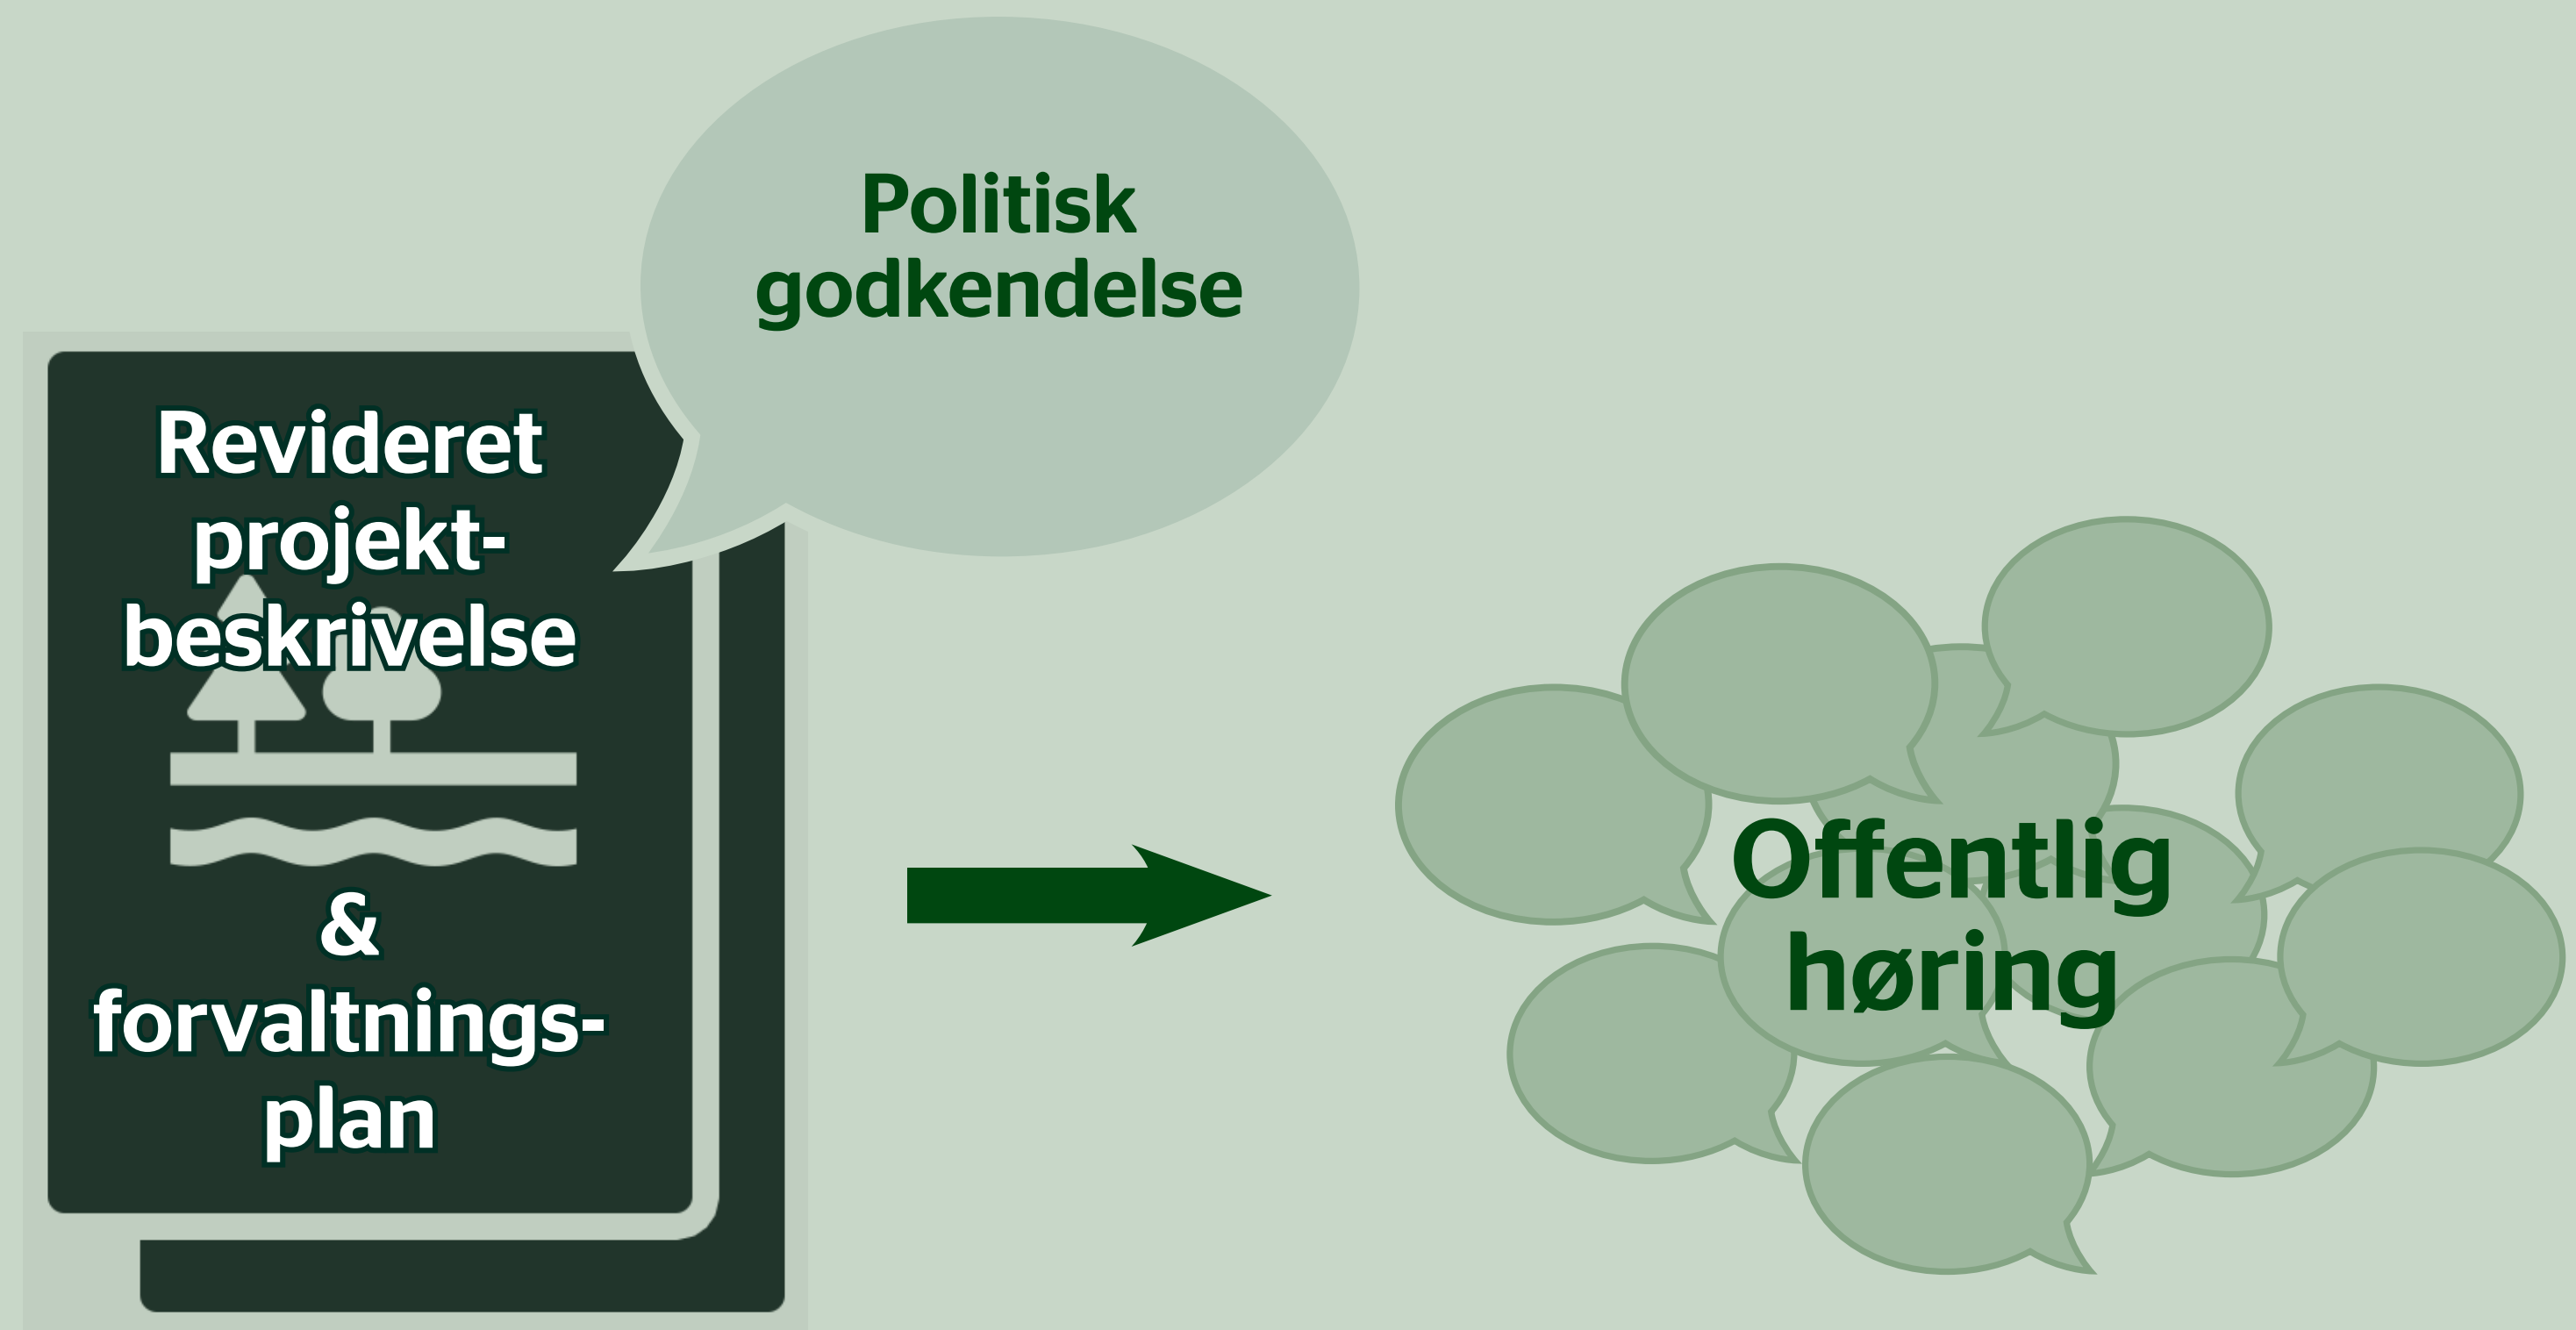 Politisk
godkendelse
Revideret
projekt-
beskrivelse
&
forvaltnings-
plan
Offentlig
høring